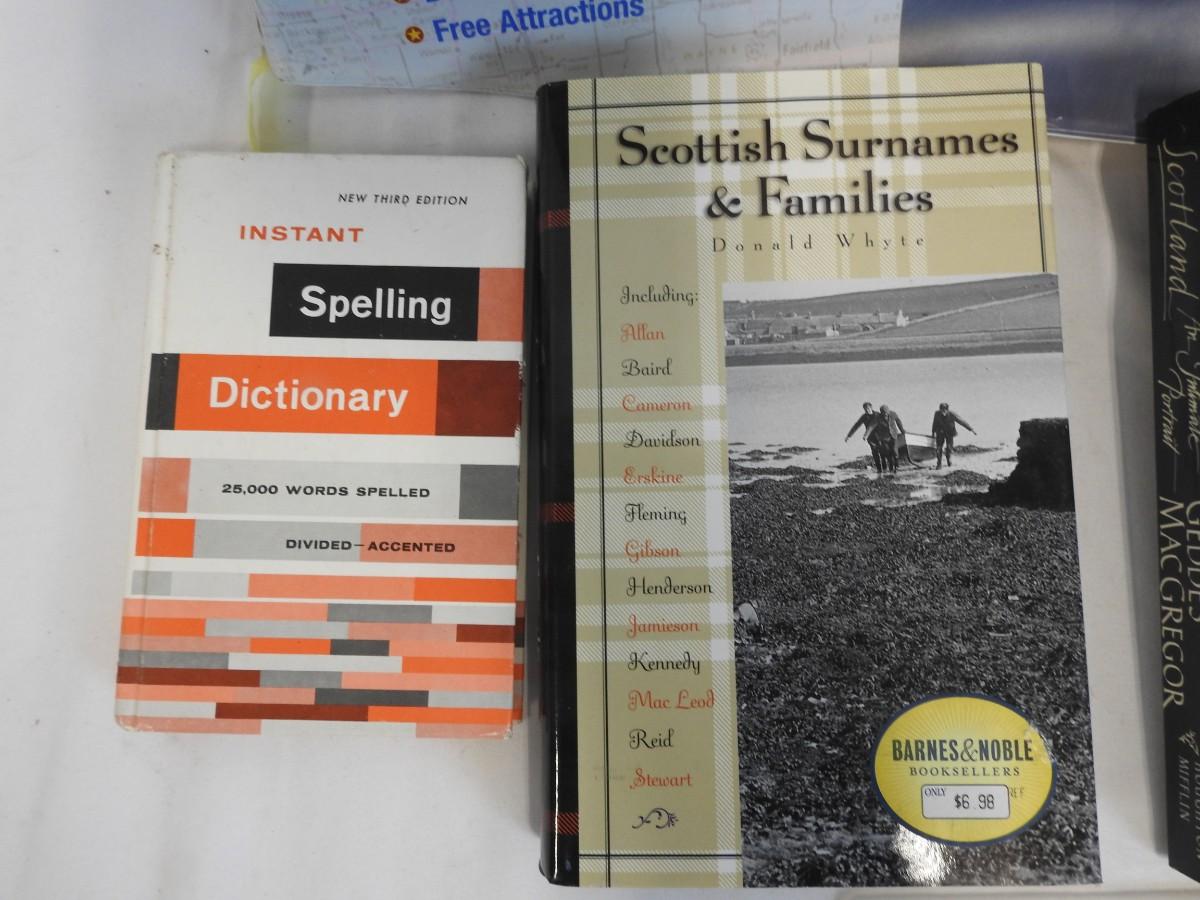 Free Attractions
NEW THIRD EDITION
INSTANT
Spelling
Dictionary
25,000 WORDS SPELLED
DIVIDED—ACCENTED
Scottish Surnames
& Families
Donald Whyte
Including:
Allan
Baird
Cameron
Davidson
Erskine
Fleming
Gibson
Henderson
Jamieson
Kennedy
Mac Leod
Reid
Stewart
BARNES&NOBLE
BOOKSELLERS
ONLY $6.98 REF
Scotland
Portrait
MACGREGOR
MIFFLIN